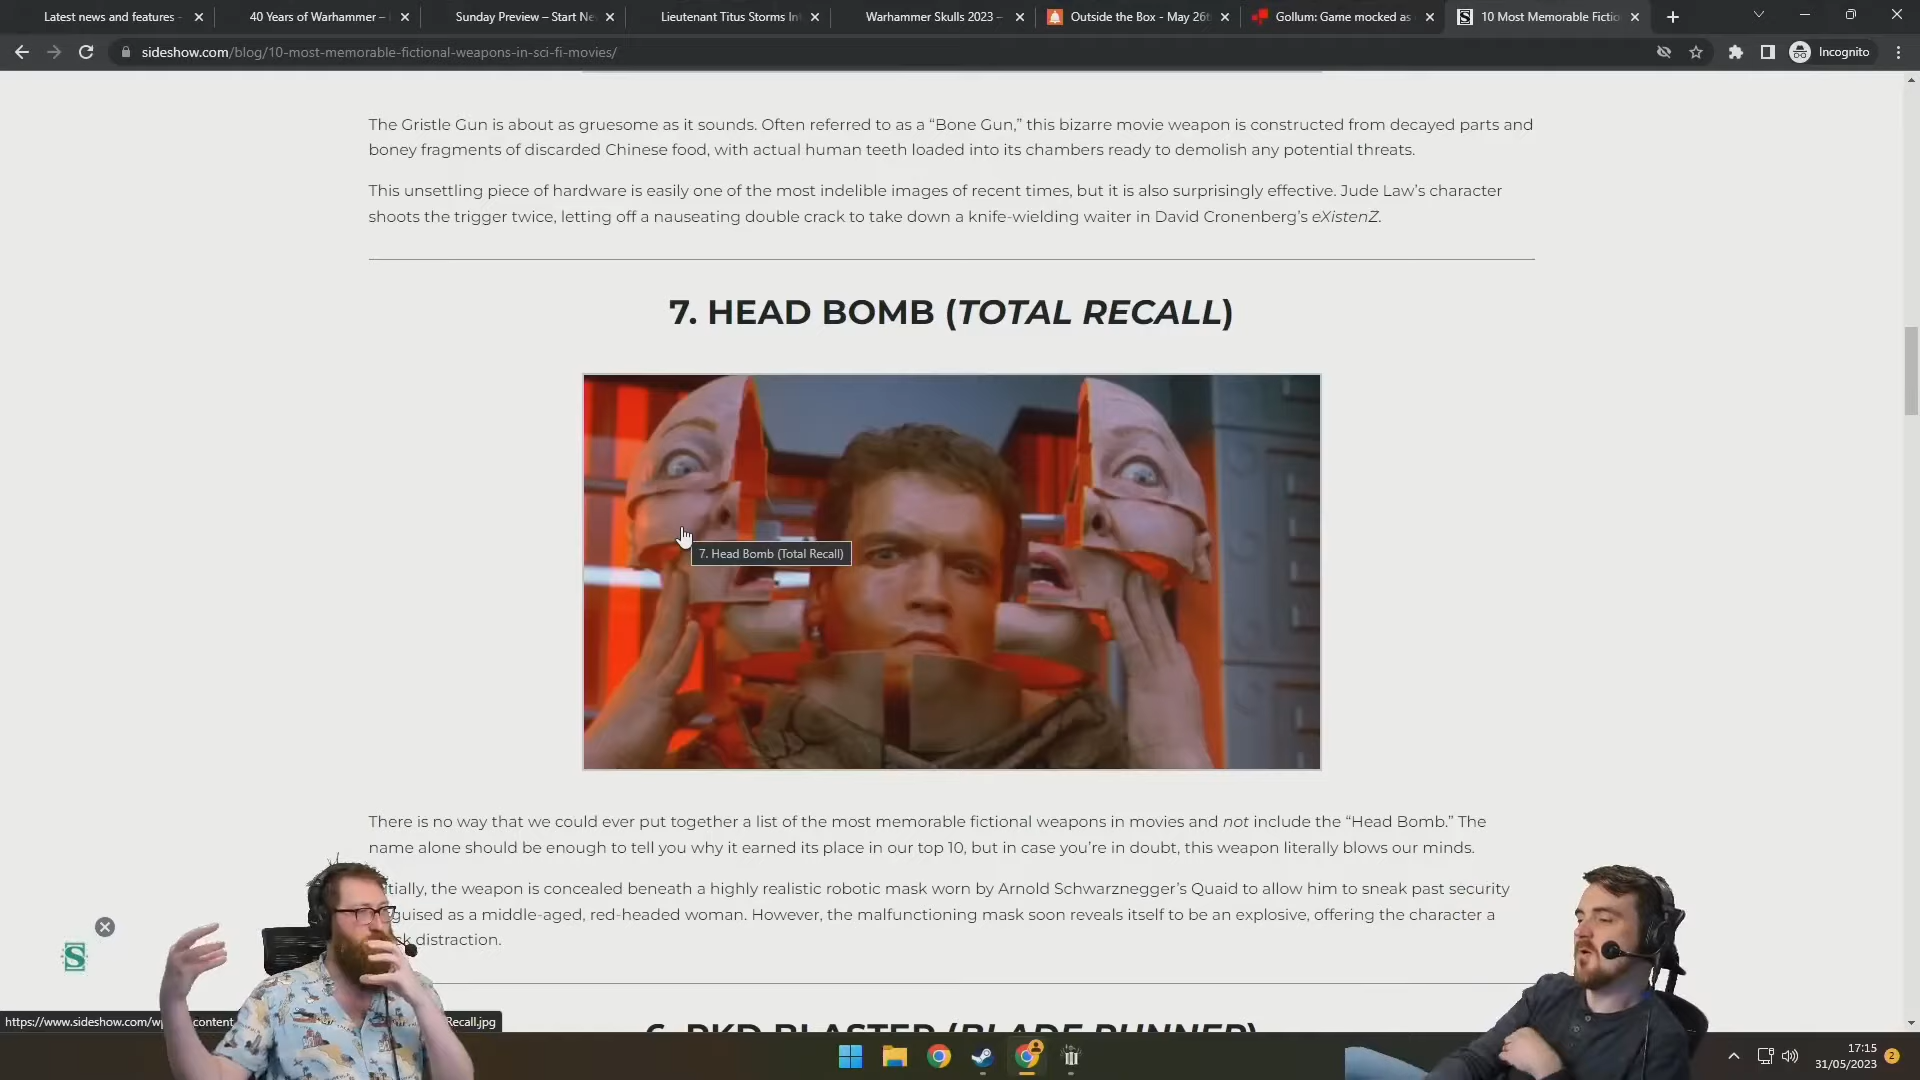 Latest news and features -
40 Years of Warhammer –
Sunday Preview – Start Ne
Lieutenant Titus Storms In
Warhammer Skulls 2023 –
Outside the Box - May 26t
Gollum: Game mocked as
10 Most Memorable Fictio
sideshow.com/blog/10-most-memorable-fictional-weapons-in-sci-fi-movies/
Incognito
The Gristle Gun is about as gruesome as it sounds. Often referred to as a “Bone Gun,” this bizarre movie weapon is constructed from decayed parts and
boney fragments of discarded Chinese food, with actual human teeth loaded into its chambers ready to demolish any potential threats.
This unsettling piece of hardware is easily one of the most indelible images of recent times, but it is also surprisingly effective. Jude Law’s character
shoots the trigger twice, letting off a nauseating double crack to take down a knife-wielding waiter in David Cronenberg’s eXistenZ.
7. HEAD BOMB (TOTAL RECALL)
7. Head Bomb (Total Recall)
There is no way that we could ever put together a list of the most memorable fictional weapons in movies and not include the “Head Bomb.” The
name alone should be enough to tell you why it earned its place in our top 10, but in case you’re in doubt, this weapon literally blows our minds.
tially, the weapon is concealed beneath a highly realistic robotic mask worn by Arnold Schwarznegger’s Quaid to allow him to sneak past security
guised as a middle-aged, red-headed woman. However, the malfunctioning mask soon reveals itself to be an explosive, offering the character a
k distraction.
S
https://www.sideshow.com/w content Recall.jpg
6. PKD BLASTER (BLADE RUNNER)
17:15
31/05/2023
2